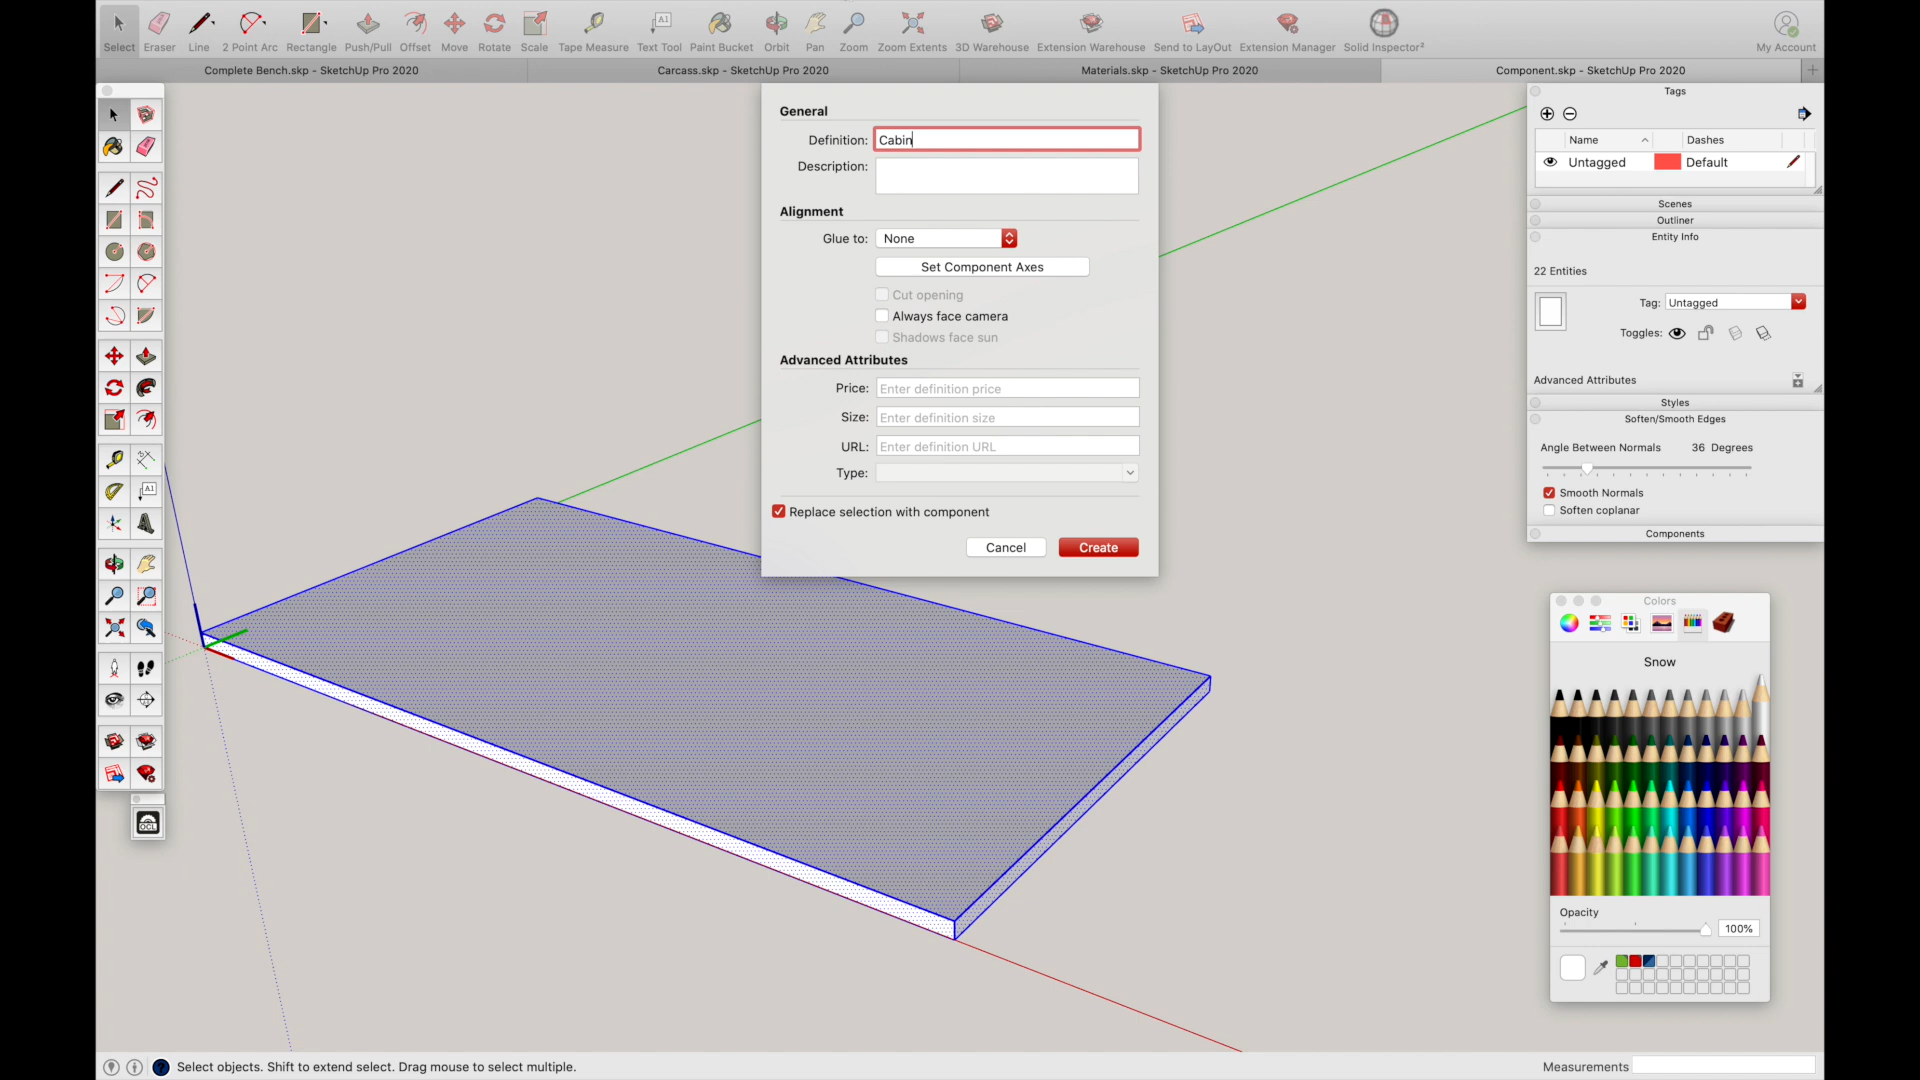 Select Eraser Line 2 Point Arc Rectangle Push/Pull Offset Move Rotate Scale Tape Measure Text Tool Paint Bucket Orbit Pan Zoom Zoom Extents 3D Warehouse Extension Warehouse Send to LayOut Extension Manager Solid Inspector² My Account
Complete Bench.skp - SketchUp Pro 2020 Carcass.skp - SketchUp Pro 2020 Materials.skp - SketchUp Pro 2020 Component.skp - SketchUp Pro 2020
General
Definition: Cabin
Description:
Alignment
Glue to: None
Set Component Axes
Cut opening
Always face camera
Shadows face sun
Advanced Attributes
Price: Enter definition price
Size: Enter definition size
URL: Enter definition URL
Type:
Replace selection with component
Cancel Create
Tags
Name Dashes
Untagged Default
Scenes
Outliner
Entity Info
22 Entities
Tag: Untagged
Toggles:
Advanced Attributes
Styles
Soften/Smooth Edges
Angle Between Normals 36 Degrees
Smooth Normals
Soften coplanar
Components
Colors
Snow
Opacity
100%
A1
A1
OCL
Select objects. Shift to extend select. Drag mouse to select multiple.
Measurements